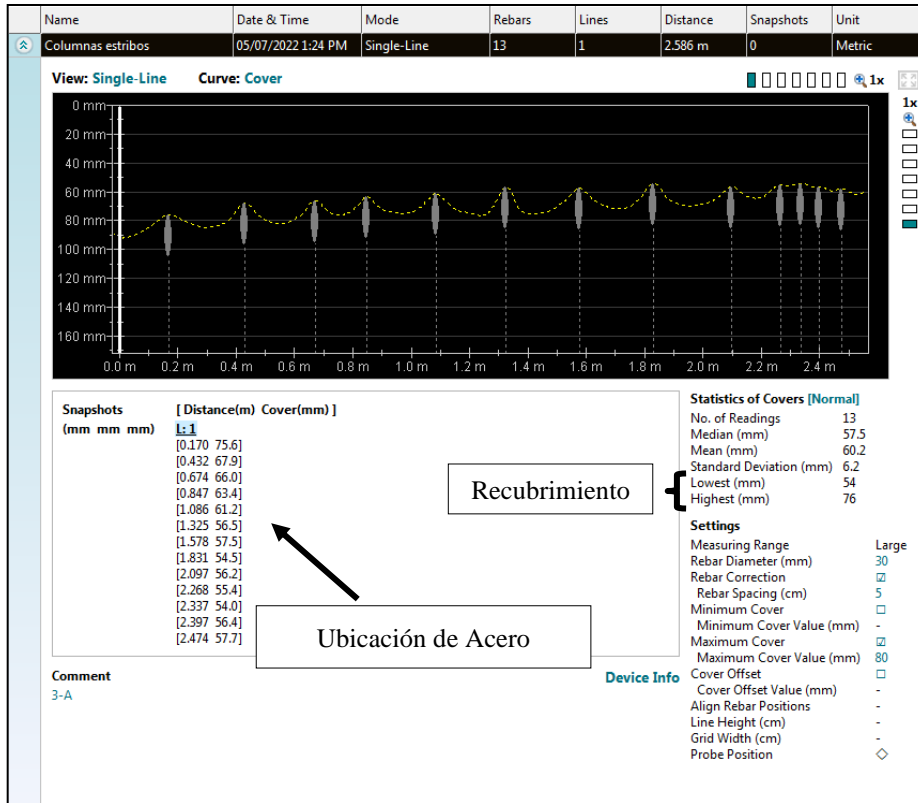 Name Date & Time Mode Rebars Lines Distance Snapshots Unit
Columnas estribos 05/07/2022 1:24 PM Single-Line 13 1 2.586 m 0 Metric
View: Single-Line Curve: Cover 1x
1x
0 mm
20 mm
40 mm
60 mm
80 mm
100 mm
120 mm
140 mm
160 mm
0.0 m 0.2 m 0.4 m 0.6 m 0.8 m 1.0 m 1.2 m 1.4 m 1.6 m 1.8 m 2.0 m 2.2 m 2.4 m
Snapshots [ Distance(m) Cover(mm) ]
(mm mm mm) L: 1
[0.170 75.6]
[0.432 67.9]
[0.674 66.0]
[0.847 63.4]
[1.086 61.2]
[1.325 56.5]
[1.578 57.5]
[1.831 54.5]
[2.097 56.2]
[2.268 55.4]
[2.337 54.0]
[2.397 56.4]
[2.474 57.7]
Recubrimiento
Ubicación de Acero
Statistics of Covers [Normal]
No. of Readings 13
Median (mm) 57.5
Mean (mm) 60.2
Standard Deviation (mm) 6.2
Lowest (mm) 54
Highest (mm) 76
Settings
Measuring Range Large
Rebar Diameter (mm) 30
Rebar Correction ☑
Rebar Spacing (cm) 5
Minimum Cover ☐
Minimum Cover Value (mm) -
Maximum Cover ☑
Maximum Cover Value (mm) 80
Cover Offset ☐
Cover Offset Value (mm) -
Align Rebar Positions -
Line Height (cm) -
Grid Width (cm) -
Probe Position ◇
Comment Device Info
3-A